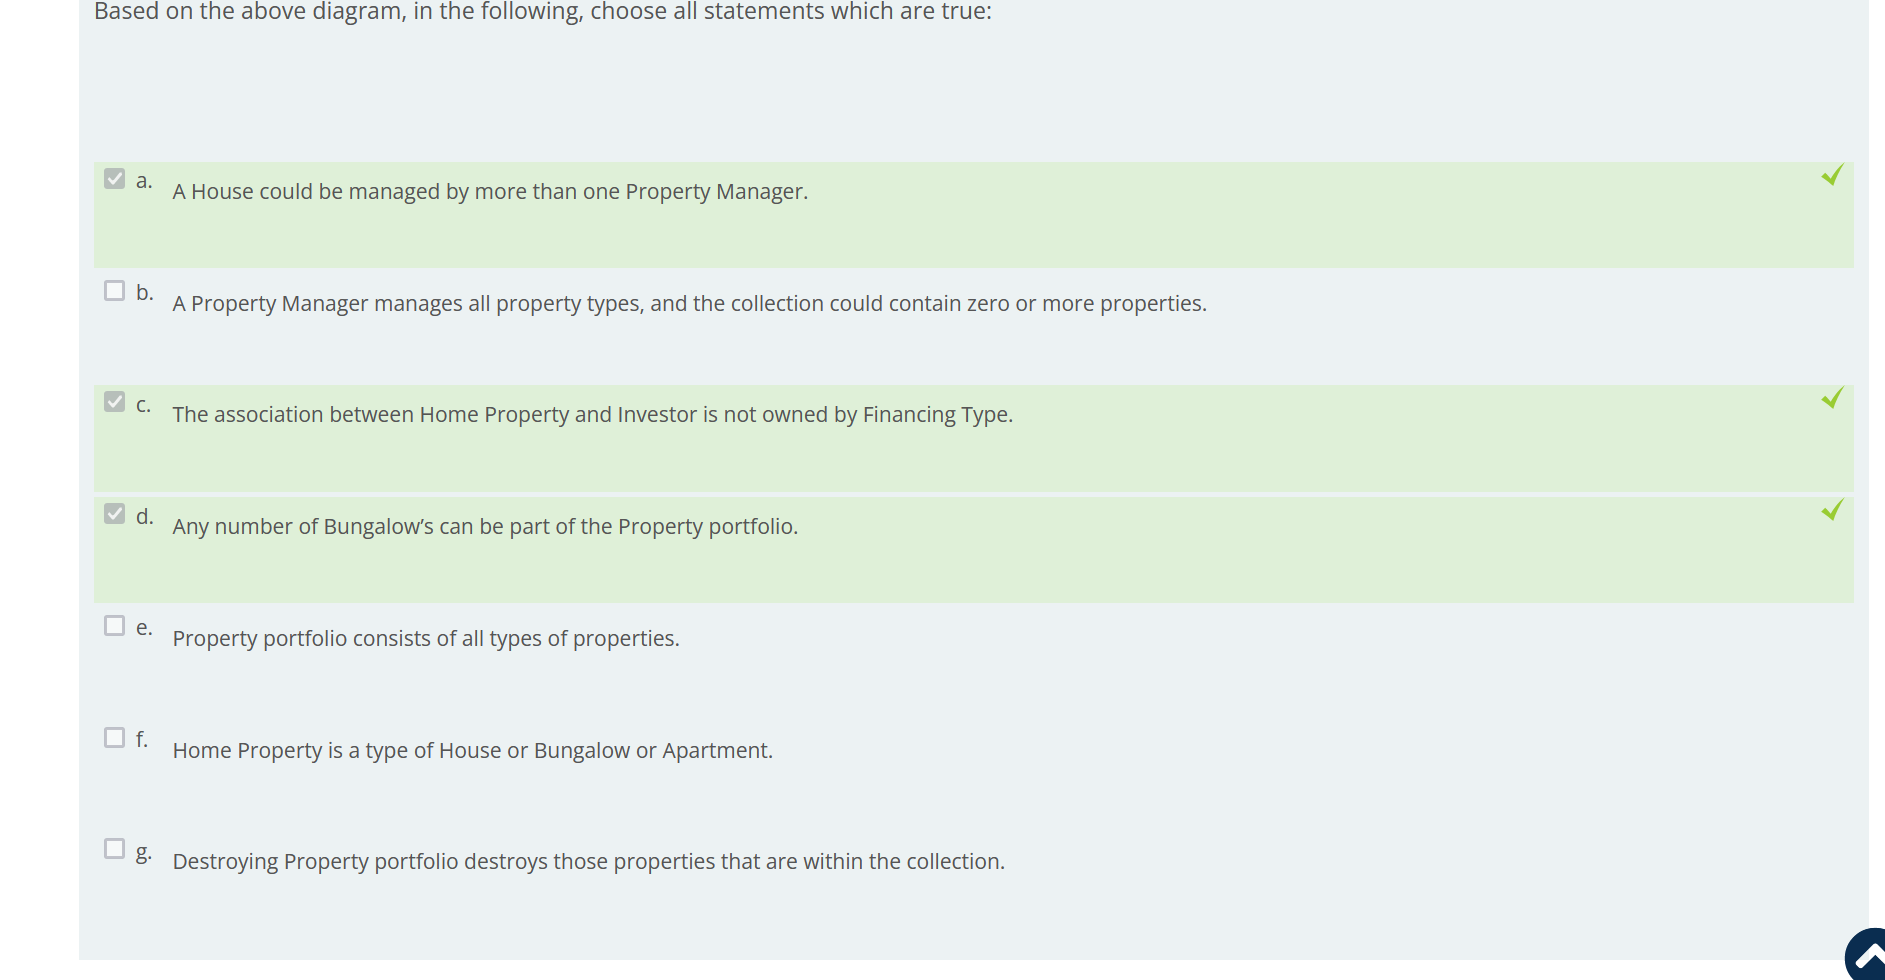 Based on the above diagram, in the following, choose all statements which are true:
a. A House could be managed by more than one Property Manager.
b. A Property Manager manages all property types, and the collection could contain zero or more properties.
c. The association between Home Property and Investor is not owned by Financing Type.
d. Any number of Bungalow’s can be part of the Property portfolio.
e. Property portfolio consists of all types of properties.
f. Home Property is a type of House or Bungalow or Apartment.
g. Destroying Property portfolio destroys those properties that are within the collection.